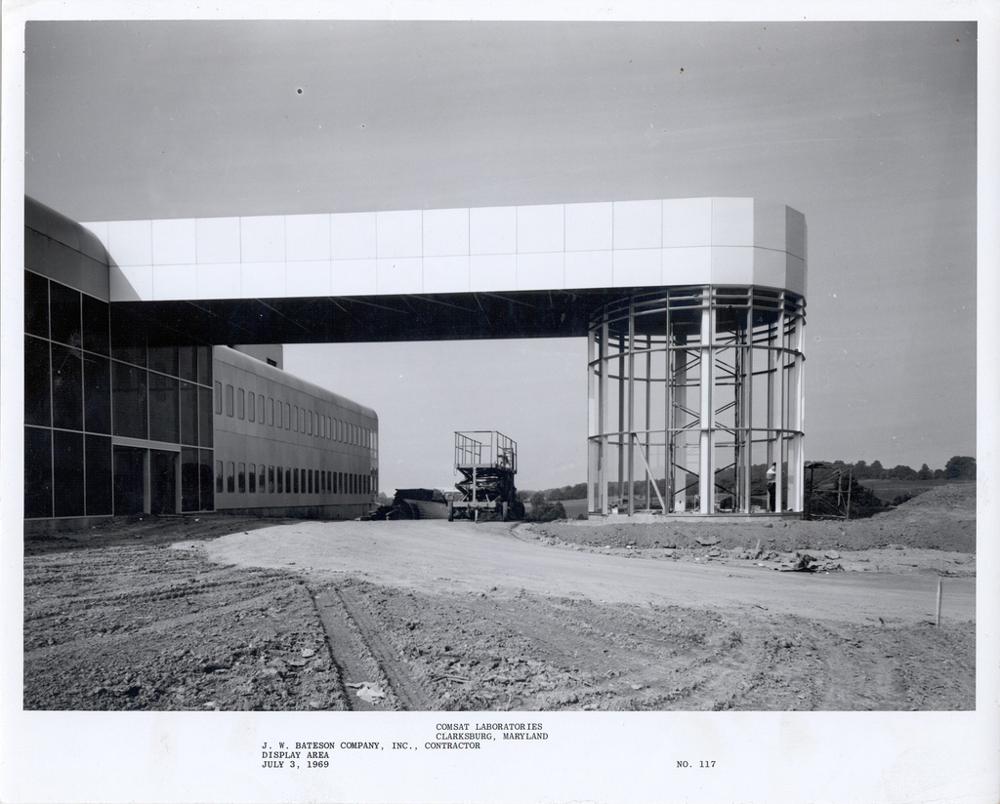 COMSAT LABORATORIES
CLARKSBURG, MARYLAND
J. W. BATESON COMPANY, INC., CONTRACTOR
DISPLAY AREA
JULY 3, 1969
NO. 117